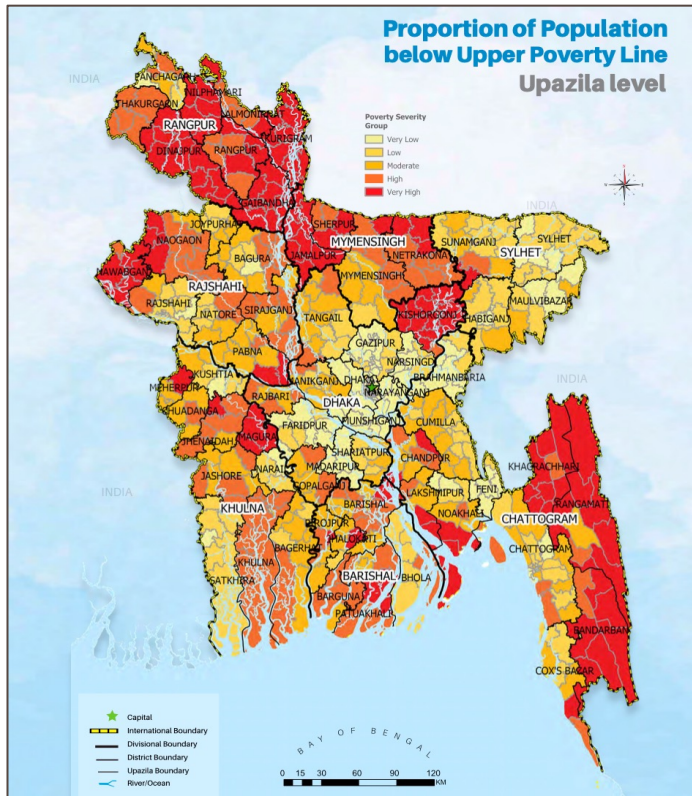 Proportion of Population
below Upper Poverty Line
Upazila level
Poverty Severity
Group
Very Low
Low
Moderate
High
Very High
INDIA
INDIA
INDIA
INDIA
INDIA
PANCHAGARH
THAKURGAON
NILPHAMARI
LALMONIRHAT
RANGPUR
KURIGRAM
DINAJPUR
RANGPUR
GAIBANDHA
JOYPURHAT
NAOGAON
BAGURA
NAWABGANJ
RAJSHAHI
RAJSHAHI
NATORE
SIRAJGANJ
PABNA
SHERPUR
MYMENSINGH
JAMALPUR
NETRAKONA
MYMENSINGH
SUNAMGANJ
SYLHET
SYLHET
MAULVIBAZAR
HABIGANJ
TANGAIL
KISHORGONJ
GAZIPUR
NARSINGDI
BRAHMANBARIA
MANIKGANJ
DHAKA
NARAYANGANJ
DHAKA
MUNSHIGANJ
KUSHTIA
MEHERPUR
CHUADANGA
RAJBARI
FARIDPUR
JHENAIDAH
MAGURA
SHARIATPUR
MADARIPUR
NARAIL
JASHORE
GOPALGANJ
CUMILLA
CHANDPUR
LAKSHMIPUR
FENI
NOAKHALI
KHULNA
BARISHAL
PIROJPUR
JHALOKATI
KHULNA
BAGERHAT
SATKHIRA
BARISHAL
BHOLA
BARGUNA
PATUAKHALI
KHAGRACHHARI
RANGAMATI
CHATTOGRAM
CHATTOGRAM
BANDARBAN
COX'S BAZAR
BAY OF BENGAL
Capital
International Boundary
Divisional Boundary
District Boundary
Upazila Boundary
River/Ocean
0 15 30 60 90 120
KM